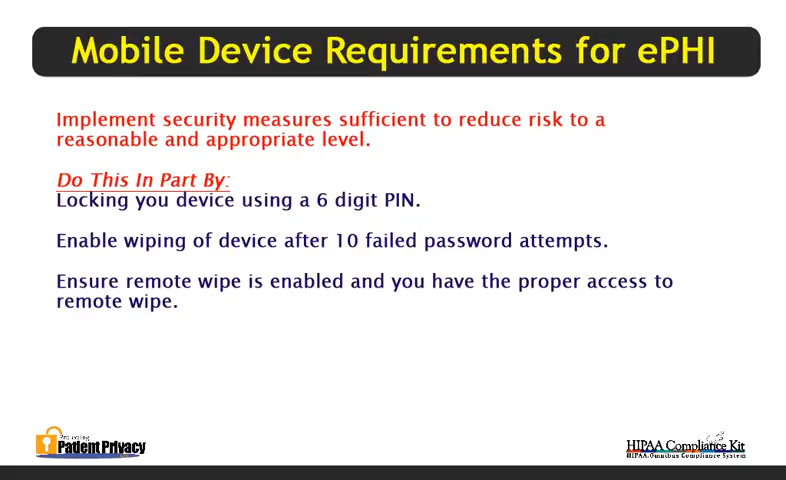 Mobile Device Requirements for ePHI
Implement security measures sufficient to reduce risk to a
reasonable and appropriate level.
Do This In Part By:
Locking you device using a 6 digit PIN.
Enable wiping of device after 10 failed password attempts.
Ensure remote wipe is enabled and you have the proper access to
remote wipe.
Protecting
Patient Privacy
HIPAA Compliance Kit
HIPAA Omnibus Compliance System